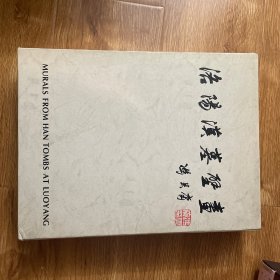 洛陽漢墓壁畫
MURALS FROM HAN TOMBS AT LUOYANG